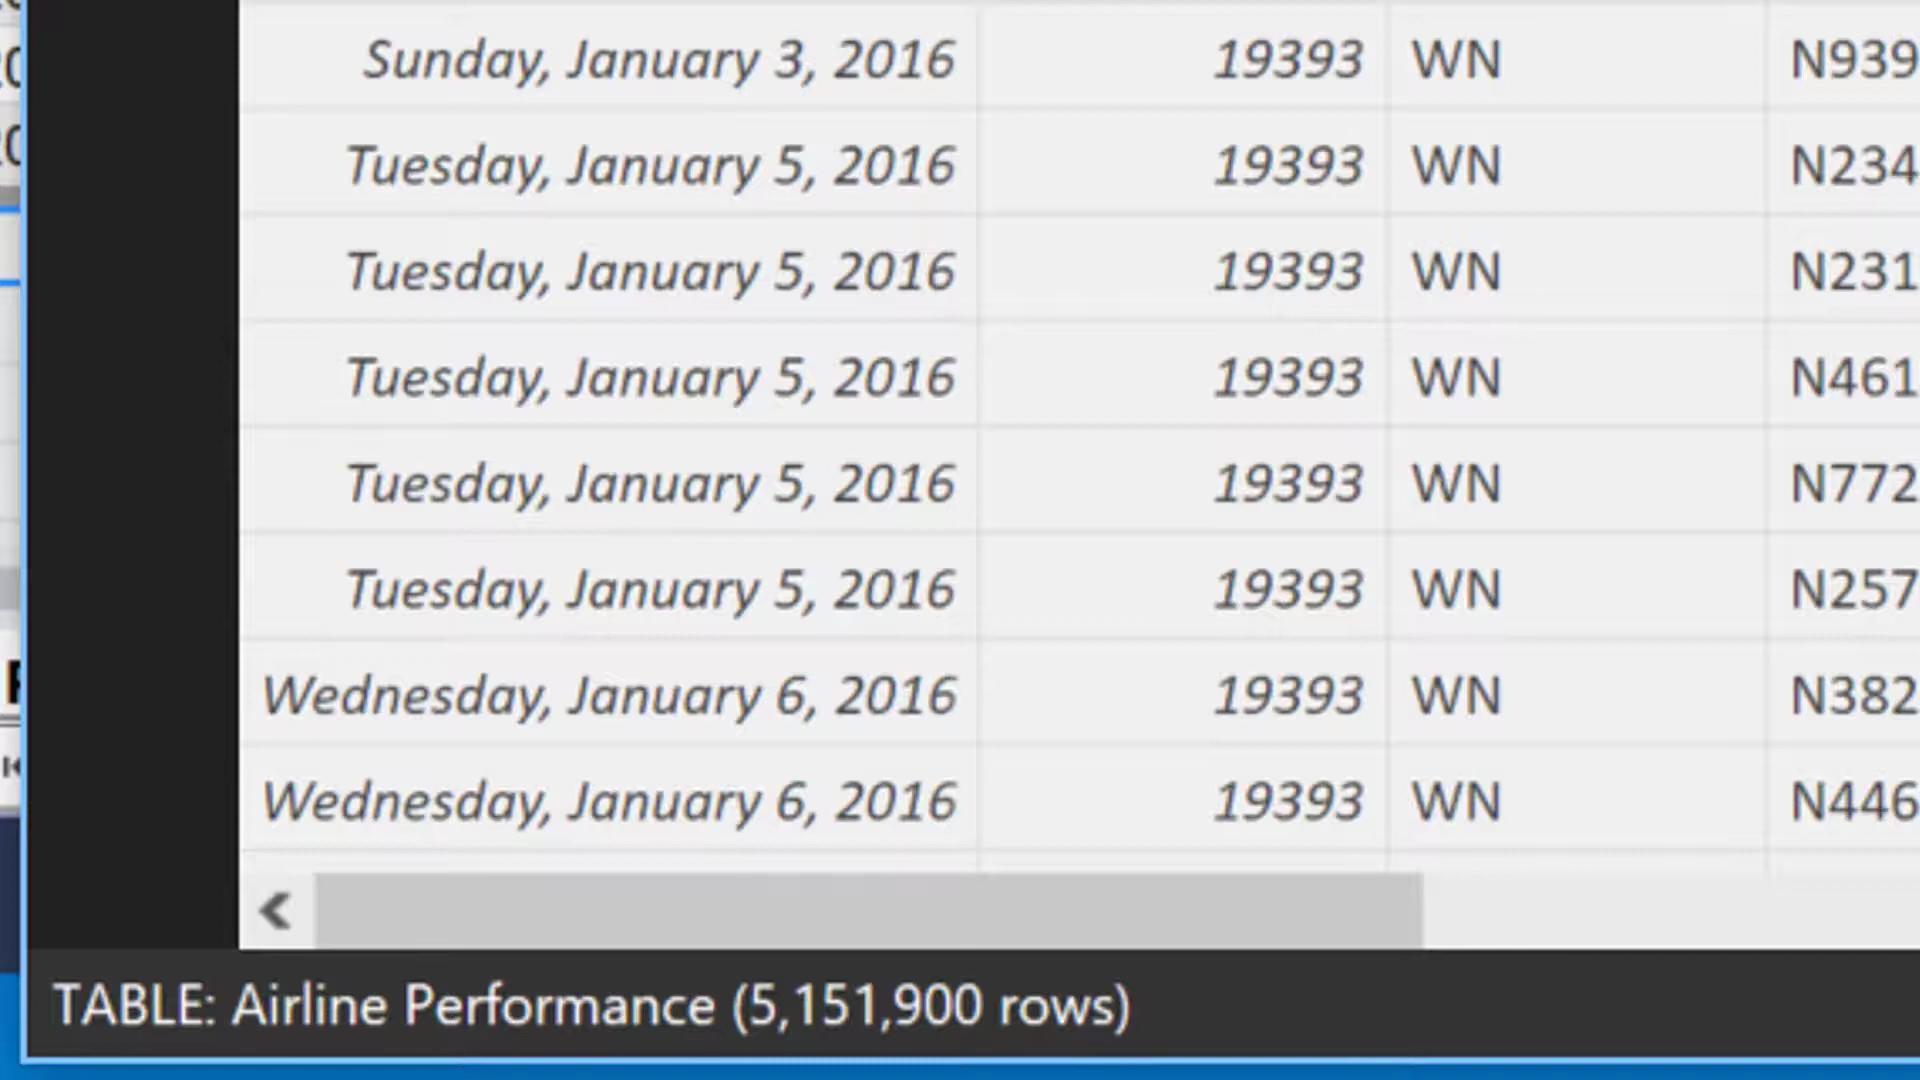 Sunday, January 3, 2016 19393 WN N939
Tuesday, January 5, 2016 19393 WN N234
Tuesday, January 5, 2016 19393 WN N231
Tuesday, January 5, 2016 19393 WN N461
Tuesday, January 5, 2016 19393 WN N772
Tuesday, January 5, 2016 19393 WN N257
Wednesday, January 6, 2016 19393 WN N382
Wednesday, January 6, 2016 19393 WN N446
TABLE: Airline Performance (5,151,900 rows)